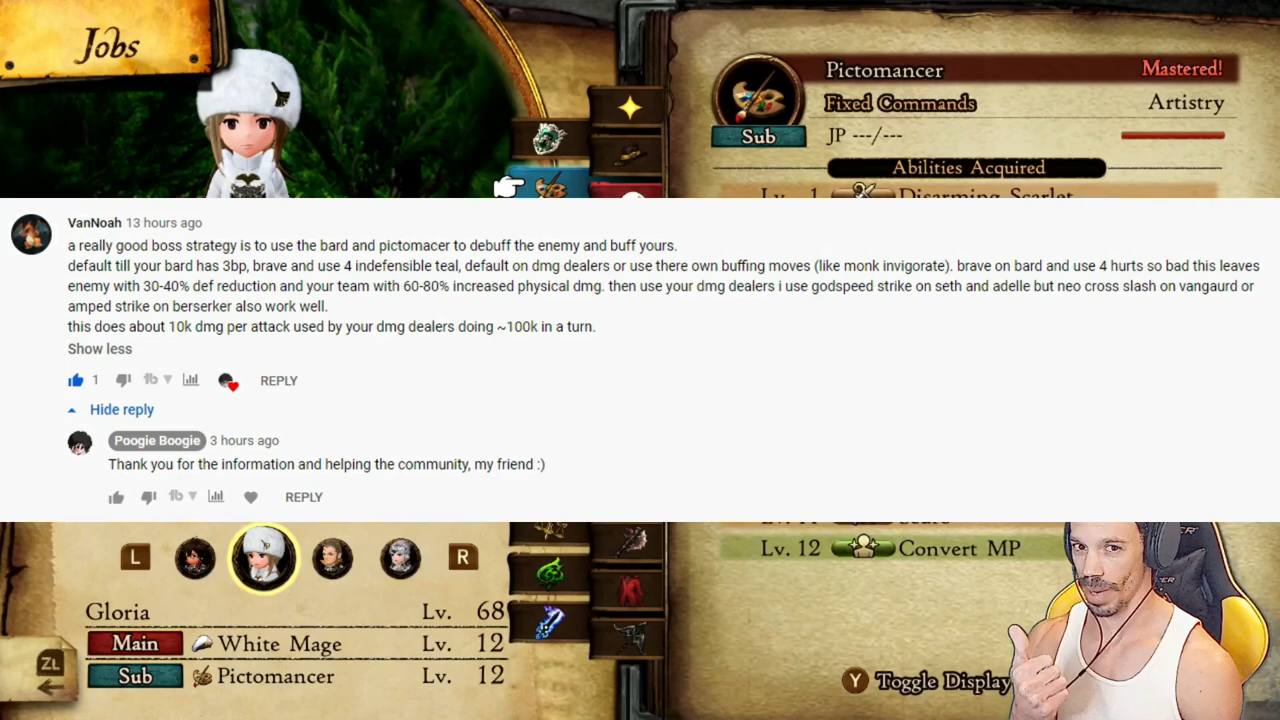 Jobs
Pictomancer Mastered!
Fixed Commands Artistry
Sub JP ---/---
Abilities Acquired
Lv. 1 Disarming Scarlet
VanNoah 13 hours ago
a really good boss strategy is to use the bard and pictomacer to debuff the enemy and buff yours.
default till your bard has 3bp, brave and use 4 indefensible teal, default on dmg dealers or use there own buffing moves (like monk invigorate). brave on bard and use 4 hurts so bad this leaves
enemy with 30-40% def reduction and your team with 60-80% increased physical dmg. then use your dmg dealers i use godspeed strike on seth and adelle but neo cross slash on vangaurd or
amped strike on berserker also work well.
this does about 10k dmg per attack used by your dmg dealers doing ~100k in a turn.
Show less
1 REPLY
Hide reply
Poogie Boogie 3 hours ago
Thank you for the information and helping the community, my friend :)
REPLY
L R
Lv. 12 Convert MP
Gloria Lv. 68
Main White Mage Lv. 12
ZL
Sub Pictomancer Lv. 12
Y Toggle Display